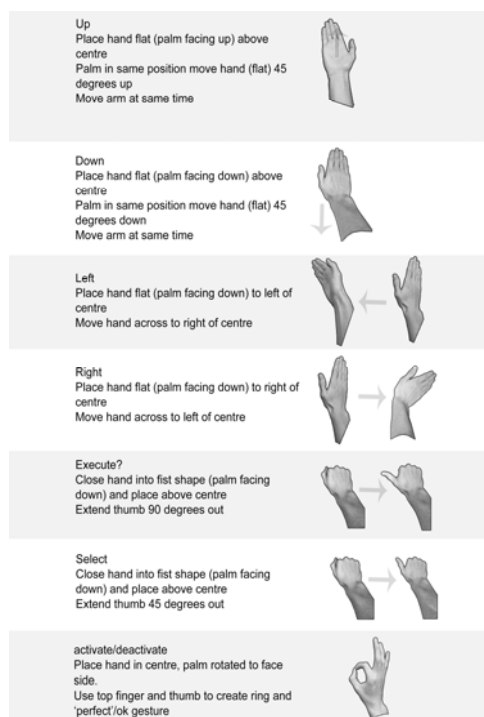 Up
Place hand flat (palm facing up) above
centre
Palm in same position move hand (flat) 45
degrees up
Move arm at same time
Down
Place hand flat (palm facing down) above
centre
Palm in same position move hand (flat) 45
degrees down
Move arm at same time
Left
Place hand flat (palm facing down) to left of
centre
Move hand across to right of centre
Right
Place hand flat (palm facing down) to right of
centre
Move hand across to left of centre
Execute?
Close hand into fist shape (palm facing
down) and place above centre
Extend thumb 90 degrees out
Select
Close hand into fist shape (palm facing
down) and place above centre
Extend thumb 45 degrees out
activate/deactivate
Place hand in centre, palm rotated to face
side.
Use top finger and thumb to create ring and
'perfect'/ok gesture